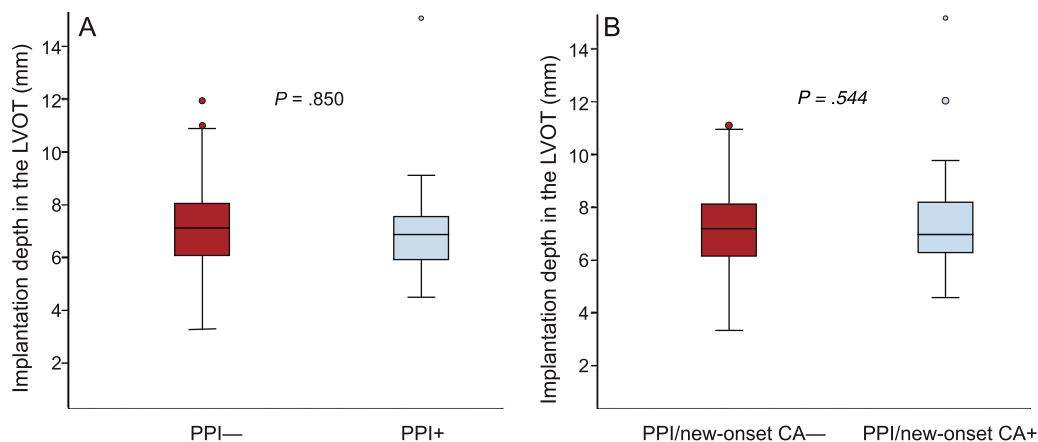 A
Implantation depth in the LVOT (mm)
14
12
10
8
6
4
2
P = .850
PPI—
PPI+
B
Implantation depth in the LVOT (mm)
14
12
10
8
6
4
2
P = .544
PPI/new-onset CA—
PPI/new-onset CA+